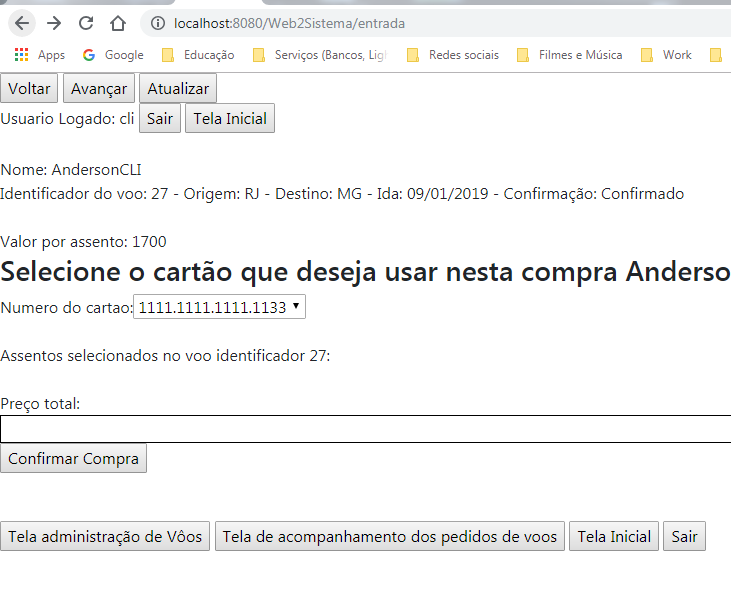 localhost:8080/Web2Sistema/entrada
Apps Google Educação Serviços (Bancos, Ligh Redes sociais Filmes e Música Work
Voltar Avançar Atualizar
Usuario Logado: cli Sair Tela Inicial
Nome: AndersonCLI
Identificador do voo: 27 - Origem: RJ - Destino: MG - Ida: 09/01/2019 - Confirmação: Confirmado
Valor por assento: 1700
Selecione o cartão que deseja usar nesta compra Anderso
Numero do cartao: 1111.1111.1111.1133
Assentos selecionados no voo identificador 27:
Preço total:
Confirmar Compra
Tela administração de Vôos Tela de acompanhamento dos pedidos de voos Tela Inicial Sair